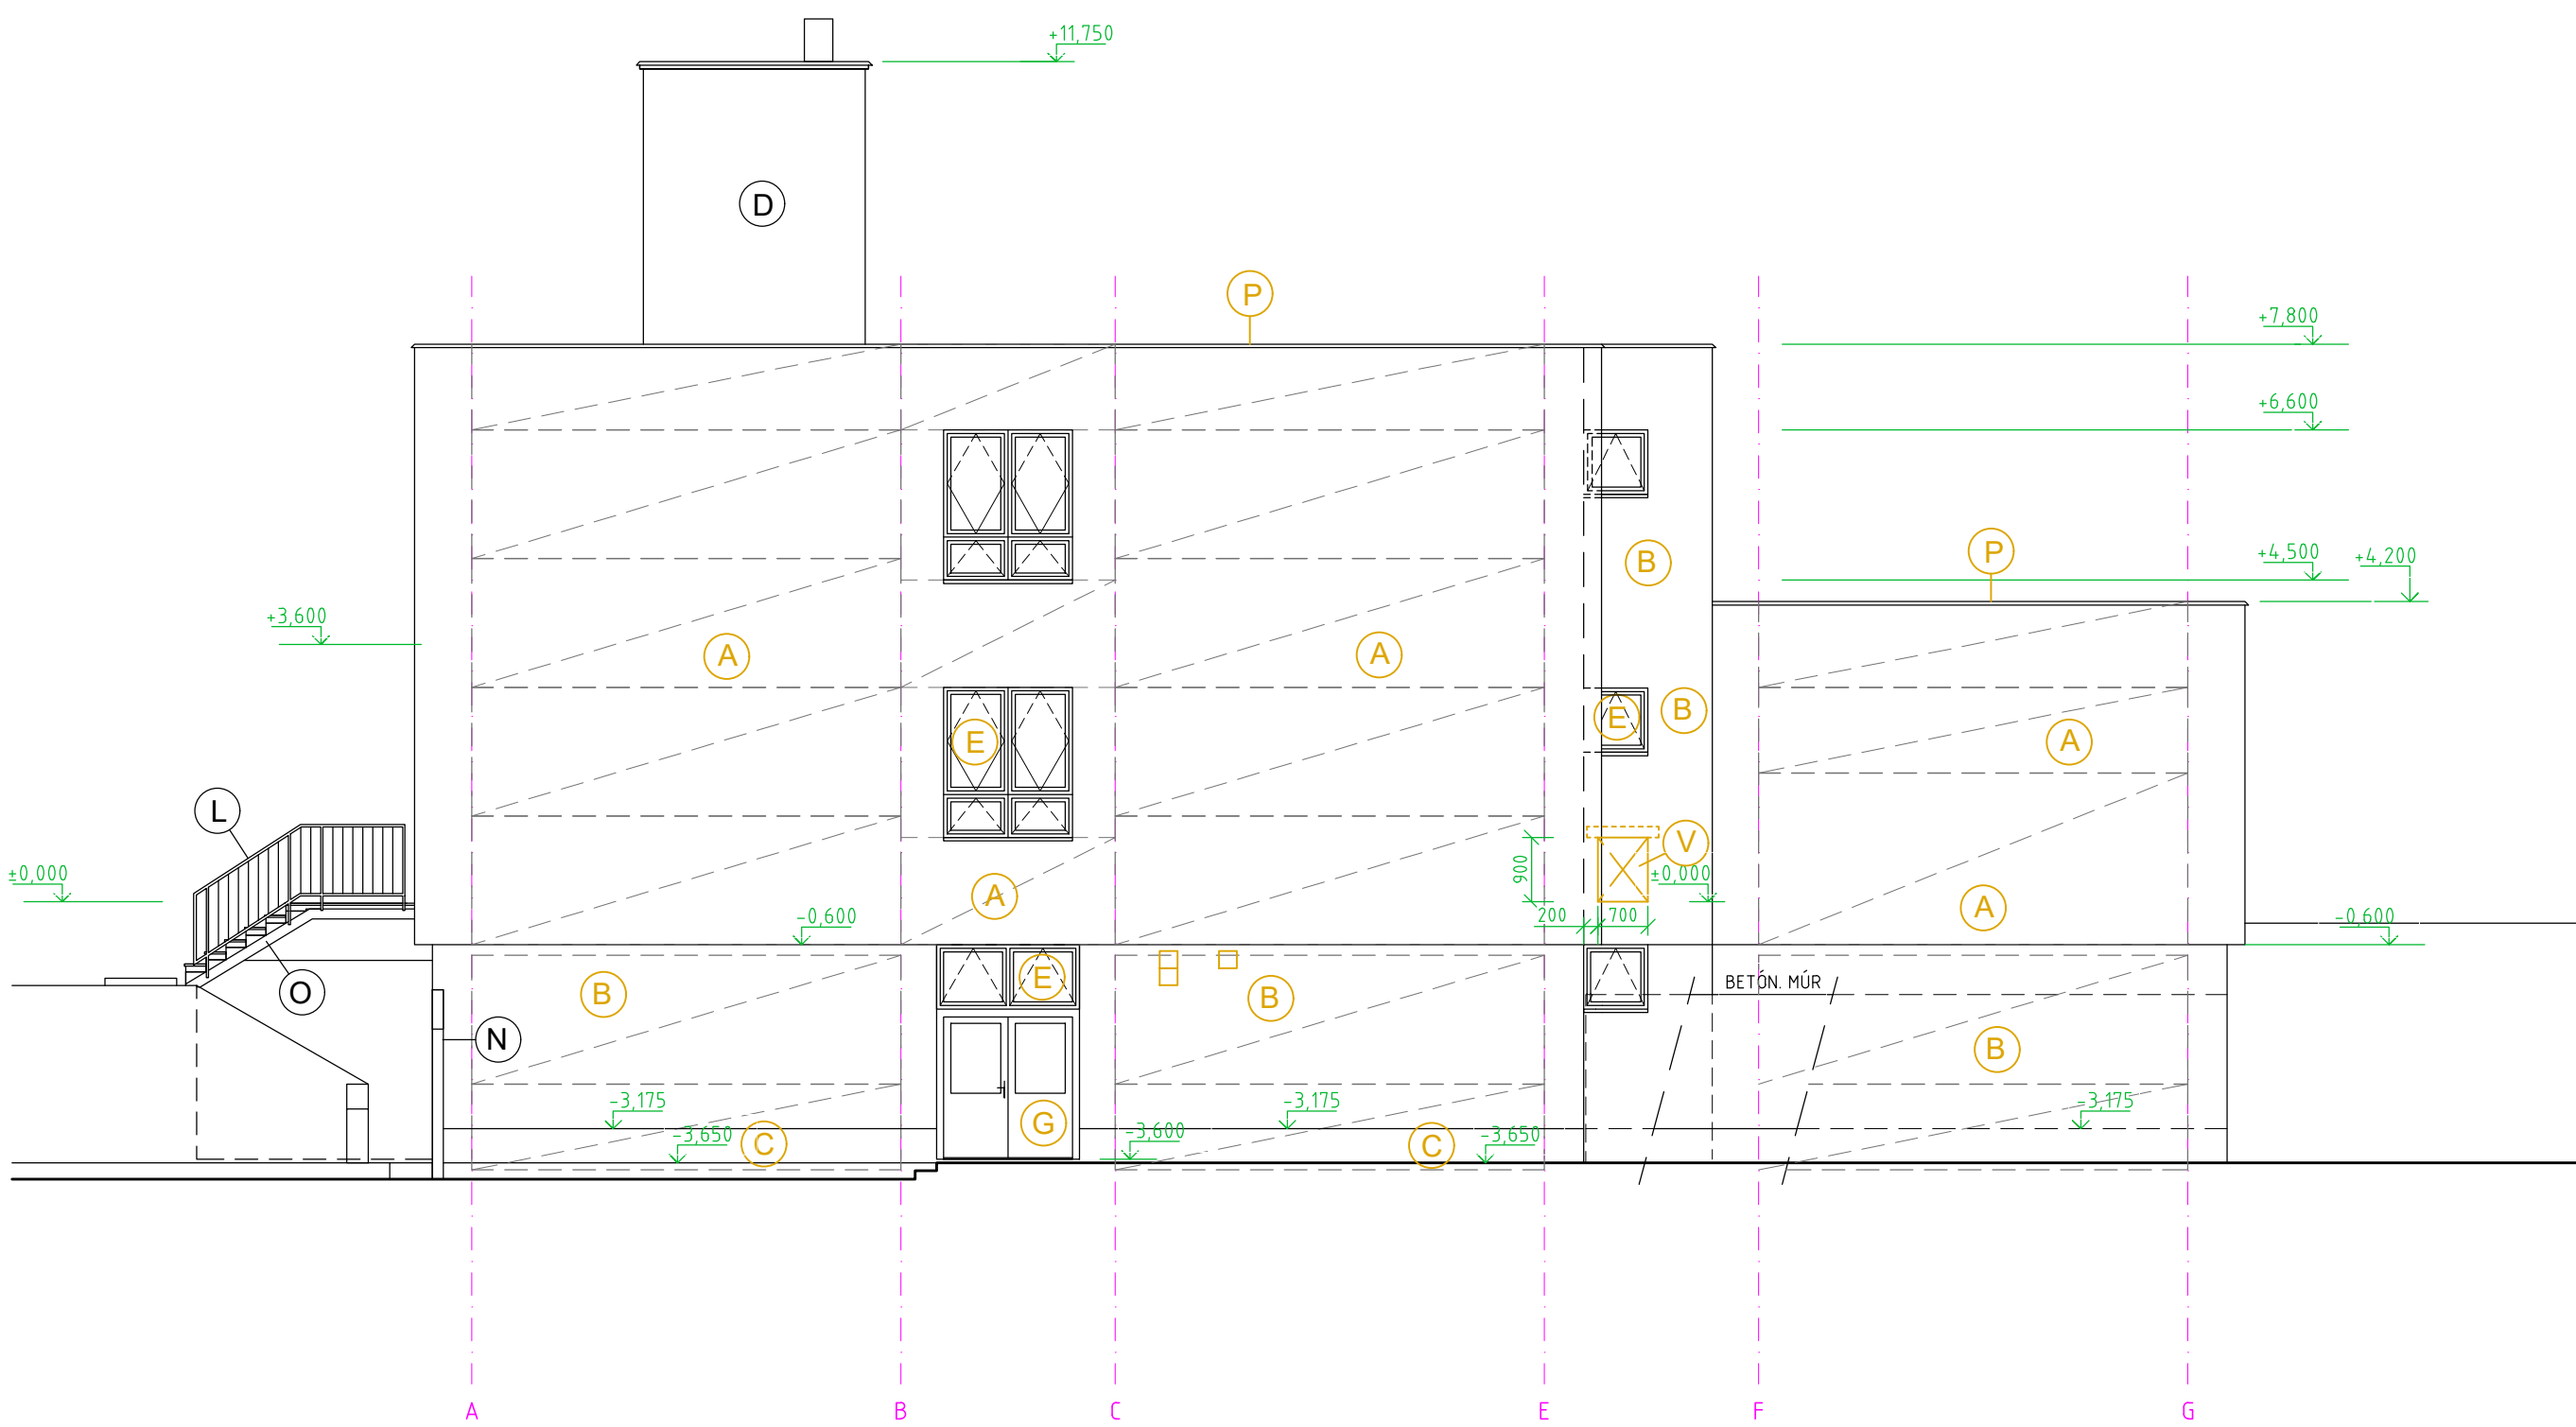 +11,750
D
P
+7,800
+6,600
P
+4,500
+4,200
B
+3,600
A
A
E
B
E
A
L
V
900
±0,000
±0,000
A
A
200
700
-0,600
-0,600
E
BETÓN. MÚR
O
B
B
N
B
-3,175
-3,175
-3,175
G
-3,650
C
-3,600
C
-3,650
A
B
C
E
F
G